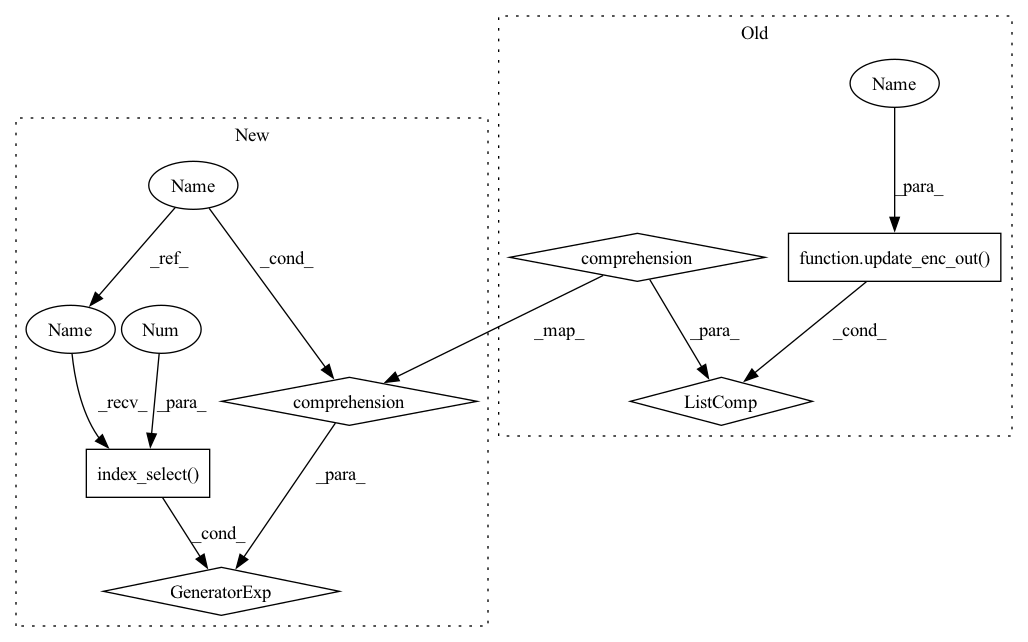 Old
Name
New
_para_
Name
comprehension
function.update_enc_out()
_ref_
_cond_
Name
Num
_map_
_para_
_cond_
_recv_
_para_
comprehension
ListComp
index_select()
_para_
_cond_
GeneratorExp